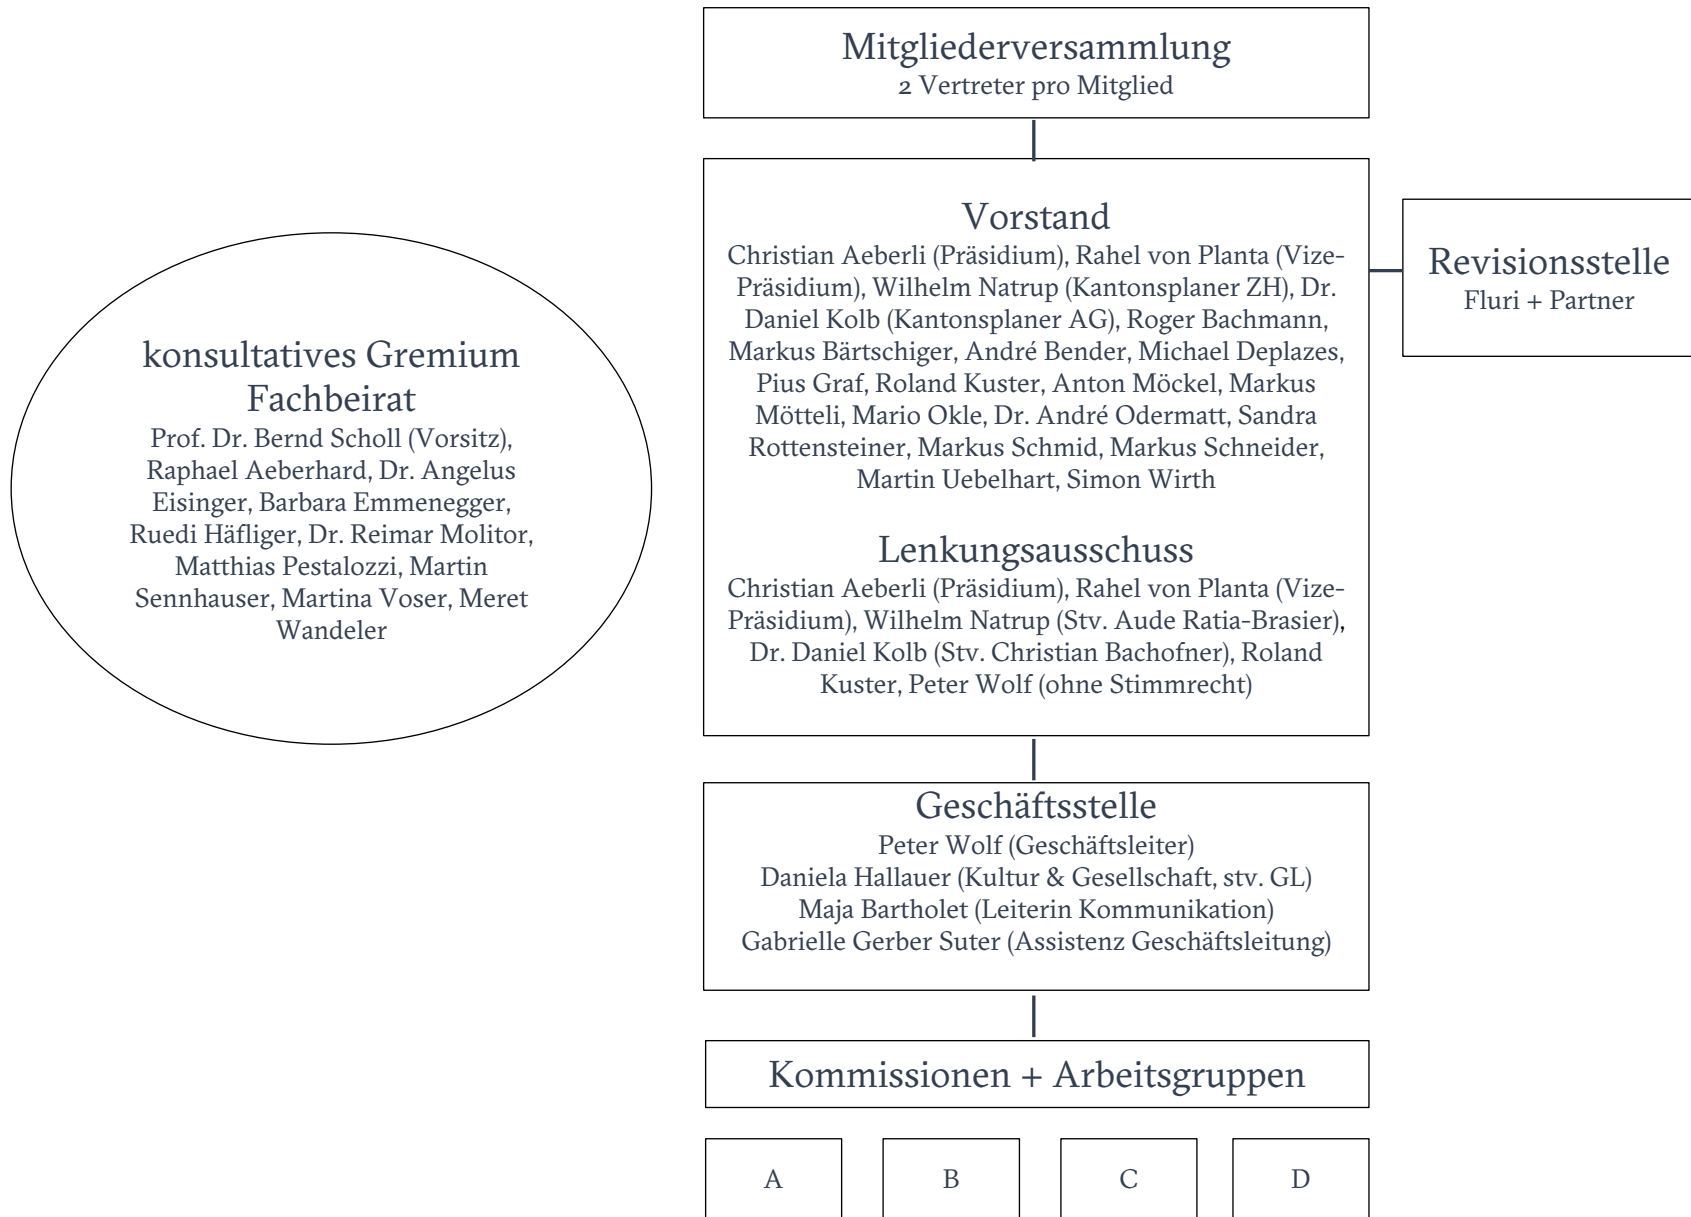 Mitgliederversammlung
2 Vertreter pro Mitglied
Vorstand
Christian Aeberli (Präsidium), Rahel von Planta (Vize-
Präsidium), Wilhelm Natrup (Kantonsplaner ZH), Dr.
Daniel Kolb (Kantonsplaner AG), Roger Bachmann,
Markus Bärtschiger, André Bender, Michael Deplazes,
Pius Graf, Roland Kuster, Anton Möckel, Markus
Mötteli, Mario Okle, Dr. André Odermatt, Sandra
Rottensteiner, Markus Schmid, Markus Schneider,
Martin Uebelhart, Simon Wirth
Lenkungsausschuss
Christian Aeberli (Präsidium), Rahel von Planta (Vize-
Präsidium), Wilhelm Natrup (Stv. Aude Ratia-Brasier),
Dr. Daniel Kolb (Stv. Christian Bachofner), Roland
Kuster, Peter Wolf (ohne Stimmrecht)
Revisionsstelle
Fluri + Partner
konsultatives Gremium
Fachbeirat
Prof. Dr. Bernd Scholl (Vorsitz),
Raphael Aeberhard, Dr. Angelus
Eisinger, Barbara Emmenegger,
Ruedi Häfliger, Dr. Reimar Molitor,
Matthias Pestalozzi, Martin
Sennhauser, Martina Voser, Meret
Wandeler
Geschäftsstelle
Peter Wolf (Geschäftsleiter)
Daniela Hallauer (Kultur & Gesellschaft, stv. GL)
Maja Bartholet (Leiterin Kommunikation)
Gabrielle Gerber Suter (Assistenz Geschäftsleitung)
Kommissionen + Arbeitsgruppen
A
B
C
D